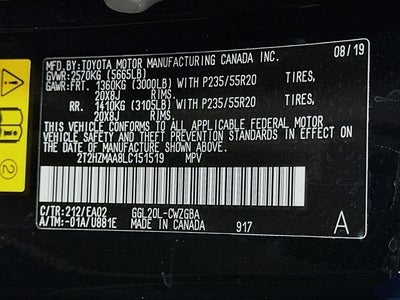 MFD.BY:TOYOTA MOTOR MANUFACTURING CANADA INC.
GVWR:2570KG (5665LB) 08/19
GAWR:FRT. 1360KG (3000LB) WITH P235/55R20 TIRES,
20X8J RIMS.
RR. 1410KG (3105LB) WITH P235/55R20 TIRES,
20X8J RIMS.
THIS VEHICLE CONFORMS TO ALL APPLICABLE FEDERAL MOTOR
VEHICLE SAFETY AND THEFT PREVENTION STANDARDS IN EFFECT ON
THE DATE OF MANUFACTURE SHOWN ABOVE.
2T2HZMAA8LC151519 MPV
C/TR:212/EA02 GGL20L-CWZGBA
A/TM:-01A/U881E MADE IN CANADA 917 A
2